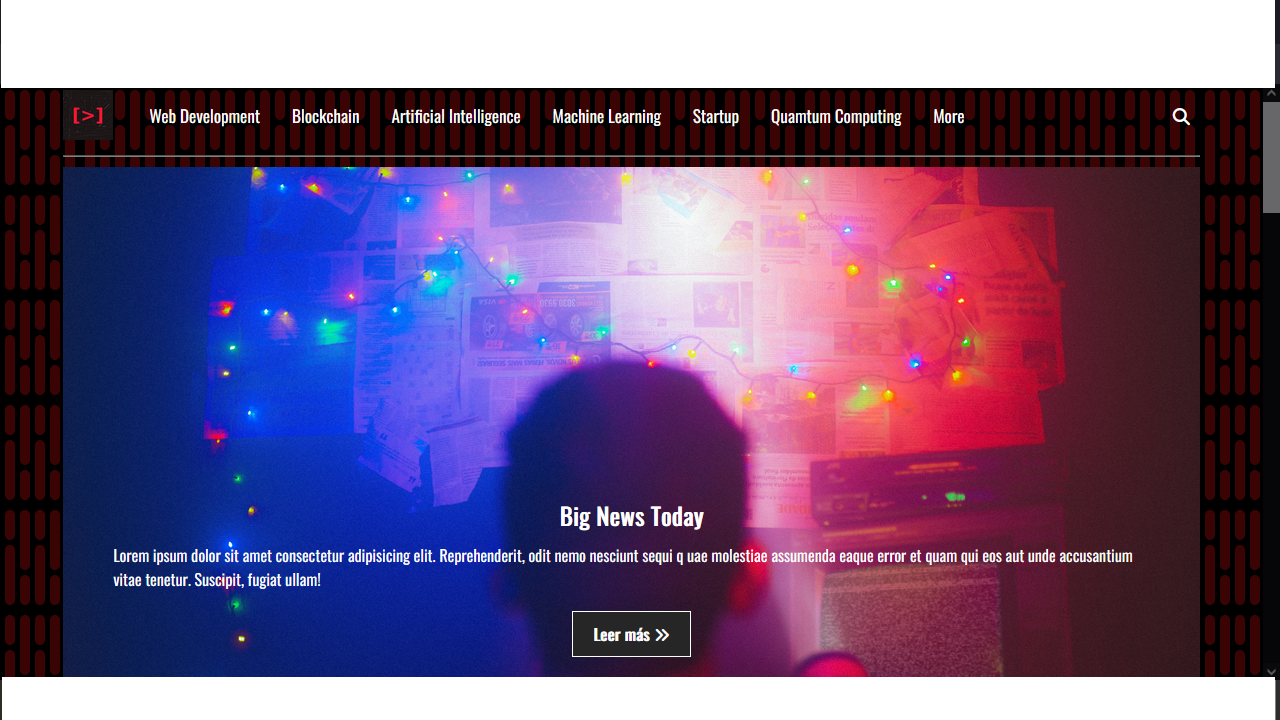 [>]
Web Development Blockchain Artificial Intelligence Machine Learning Startup Quamtum Computing More
Big News Today
Lorem ipsum dolor sit amet consectetur adipisicing elit. Reprehenderit, odit nemo nesciunt sequi q uae molestiae assumenda eaque error et quam qui eos aut unde accusantium
vitae tenetur. Suscipit, fugiat ullam!
Leer más